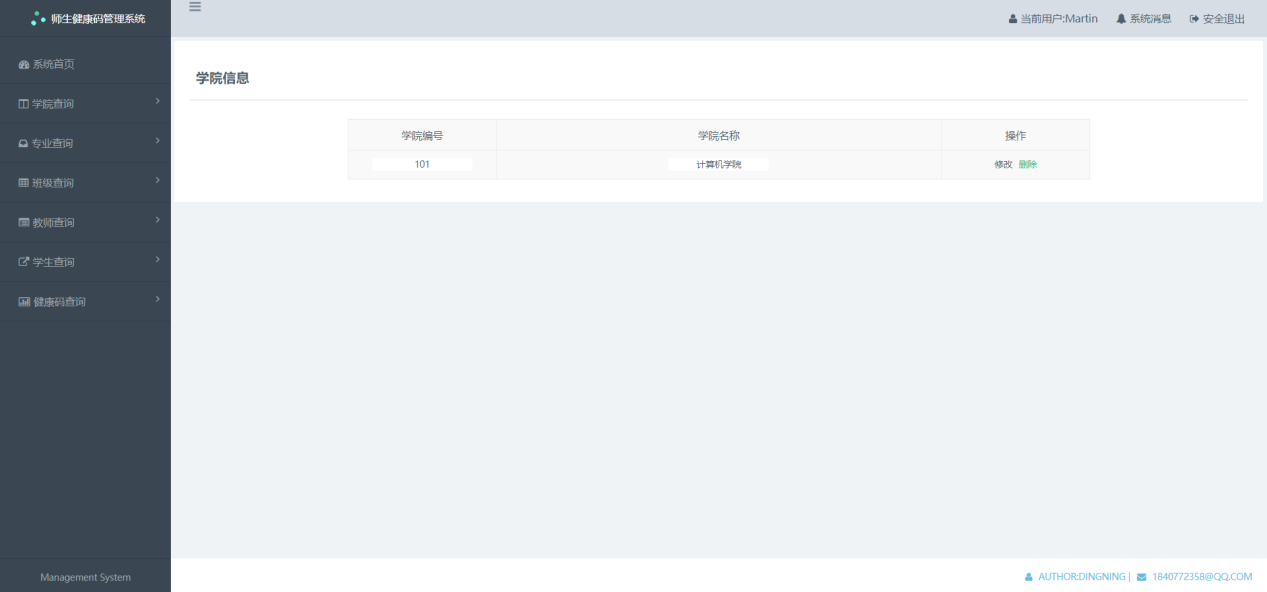 师生健康码管理系统
当前用户:Martin 系统消息 安全退出
系统首页
学院查询
专业查询
班级查询
教师查询
学生查询
健康码查询
学院信息
学院编号 学院名称 操作
101 计算机学院 修改 删除
Management System
AUTHOR:DINGNING | 1840772358@QQ.COM